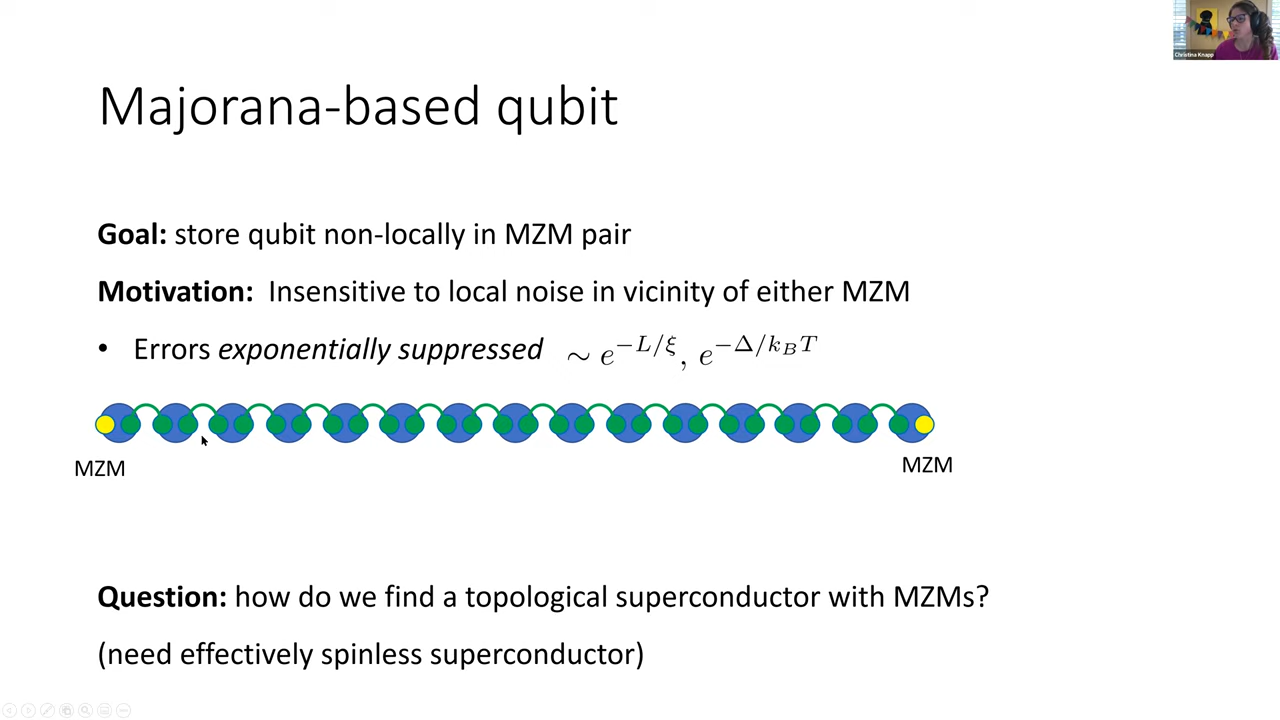 Christina Knapp
Majorana-based qubit
Goal: store qubit non-locally in MZM pair
Motivation: Insensitive to local noise in vicinity of either MZM
• Errors exponentially suppressed ∼ e^{−L/ξ}, e^{−Δ/k_BT}
MZM MZM
Question: how do we find a topological superconductor with MZMs?
(need effectively spinless superconductor)